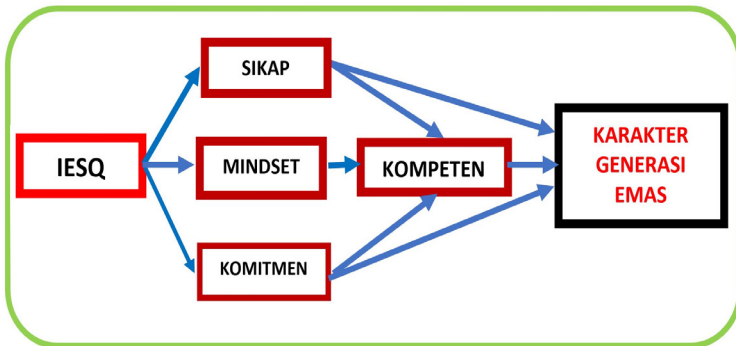 SIKAP
IESQ
MINDSET
KOMPETEN
KARAKTER
GENERASI
EMAS
KOMITMEN